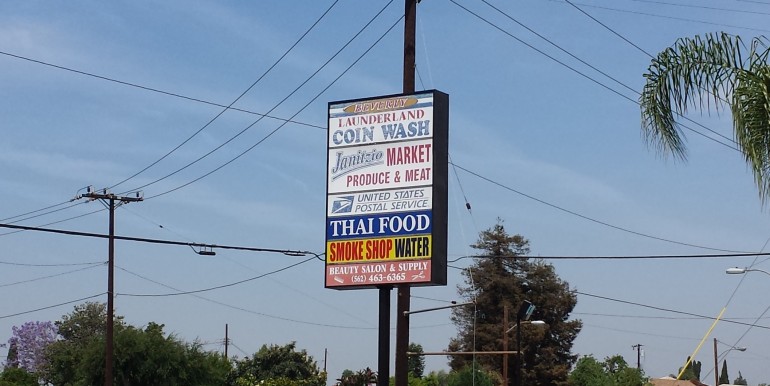 BEVERLY
LAUNDERLAND
COIN WASH
Janitzio MARKET
PRODUCE & MEAT
UNITED STATES
POSTAL SERVICE
THAI FOOD
SMOKE SHOP WATER
BEAUTY SALON & SUPPLY
(562) 463-6365